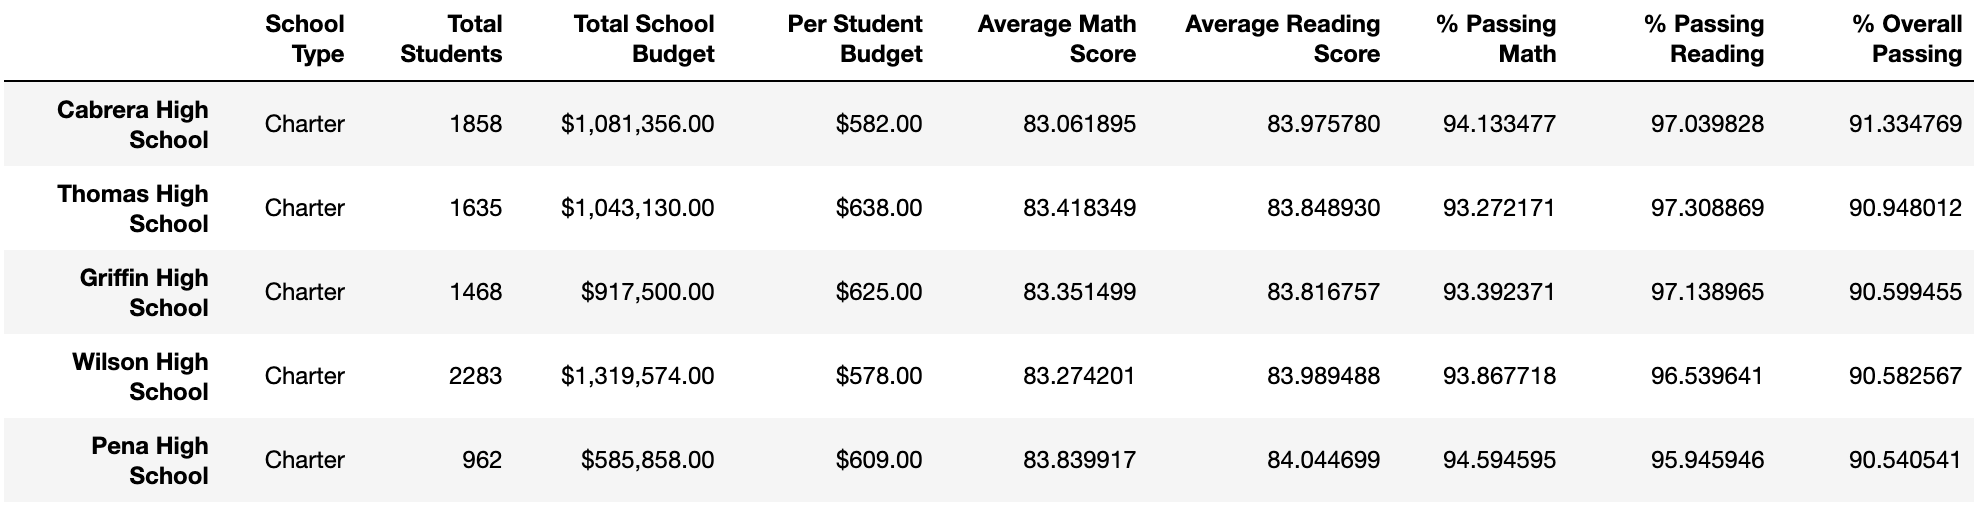 School Type Total Students Total School Budget Per Student Budget Average Math Score Average Reading Score % Passing Math % Passing Reading % Overall Passing
Cabrera High School Charter 1858 $1,081,356.00 $582.00 83.061895 83.975780 94.133477 97.039828 91.334769
Thomas High School Charter 1635 $1,043,130.00 $638.00 83.418349 83.848930 93.272171 97.308869 90.948012
Griffin High School Charter 1468 $917,500.00 $625.00 83.351499 83.816757 93.392371 97.138965 90.599455
Wilson High School Charter 2283 $1,319,574.00 $578.00 83.274201 83.989488 93.867718 96.539641 90.582567
Pena High School Charter 962 $585,858.00 $609.00 83.839917 84.044699 94.594595 95.945946 90.540541